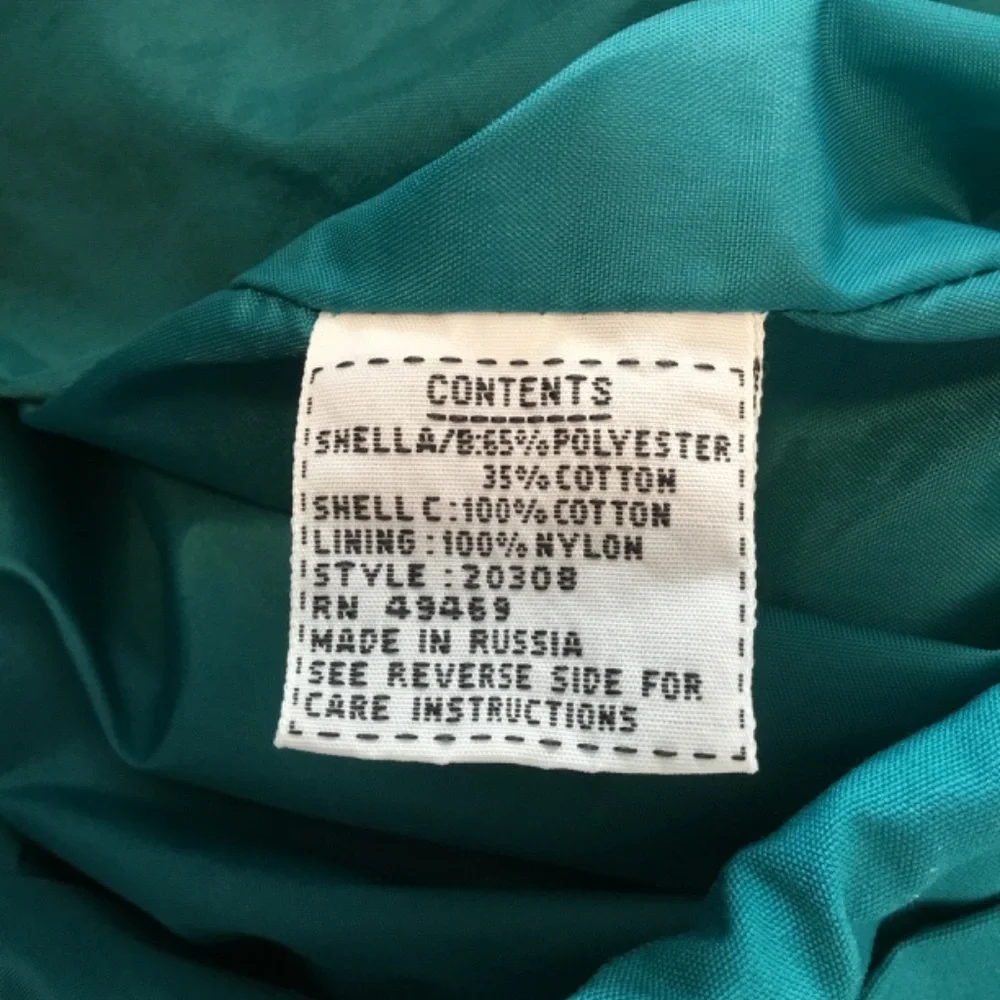 CONTENTS
SHELLA/B:65%POLYESTER
35%COTTON
SHELL C:100%COTTON
LINING:100%NYLON
STYLE:20308
RN 49469
MADE IN RUSSIA
SEE REVERSE SIDE FOR
CARE INSTRUCTIONS